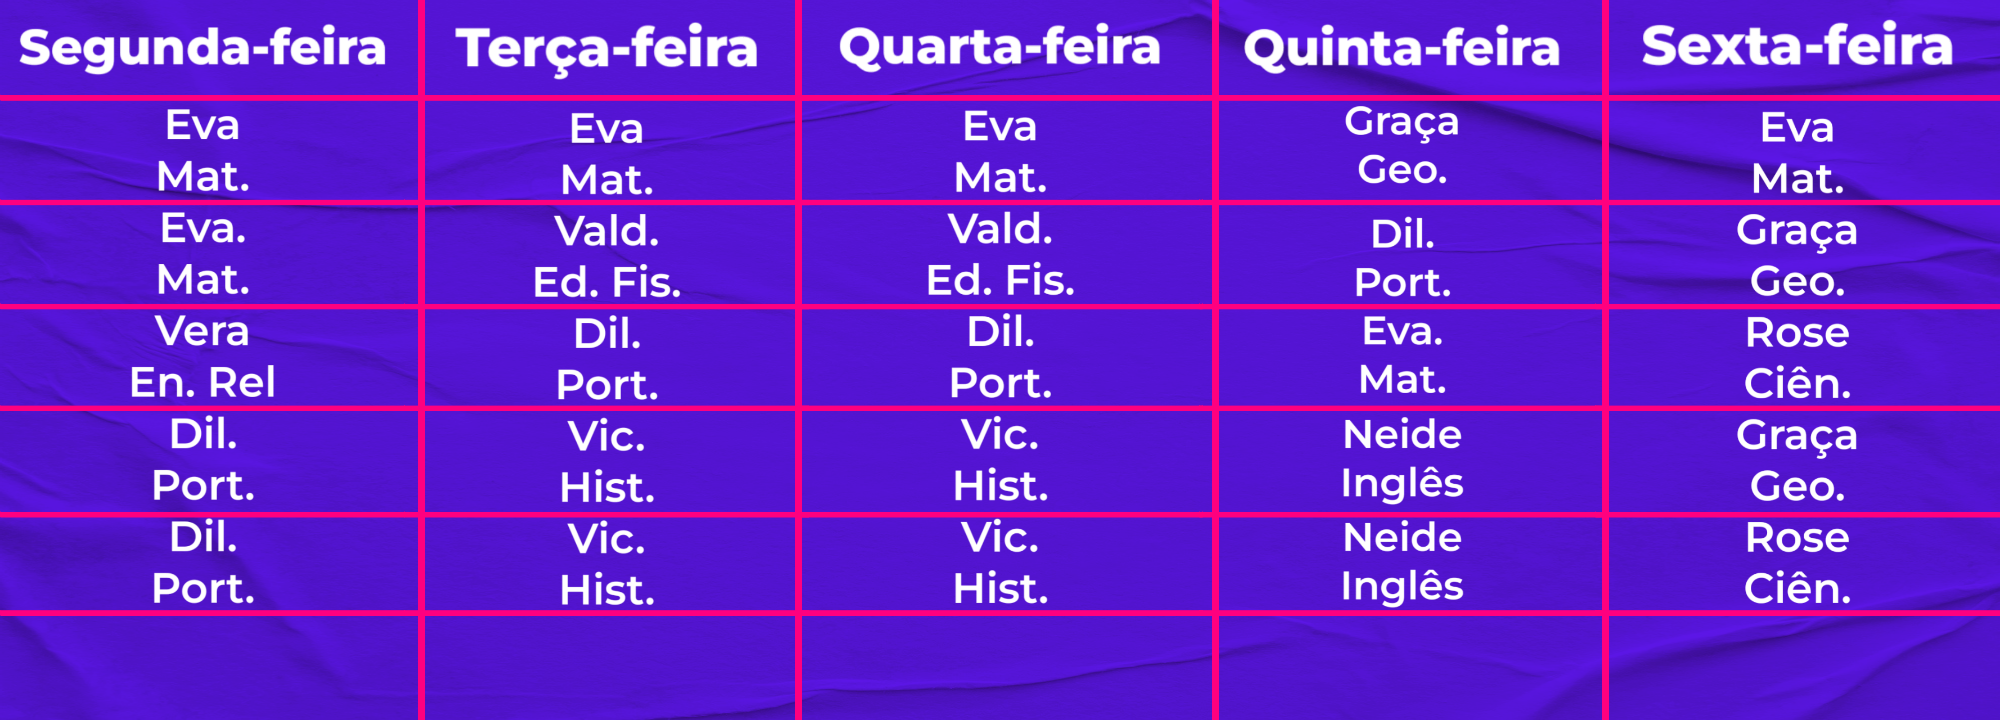 Segunda-feira Terça-feira Quarta-feira Quinta-feira Sexta-feira
Eva Eva Eva Graça Eva
Mat. Mat. Mat. Geo. Mat.
Eva. Vald. Vald. Dil. Graça
Mat. Ed. Fis. Ed. Fis. Port. Geo.
Vera Dil. Dil. Eva. Rose
En. Rel Port. Port. Mat. Ciên.
Dil. Vic. Vic. Neide Graça
Port. Hist. Hist. Inglês Geo.
Dil. Vic. Vic. Neide Rose
Port. Hist. Hist. Inglês Ciên.